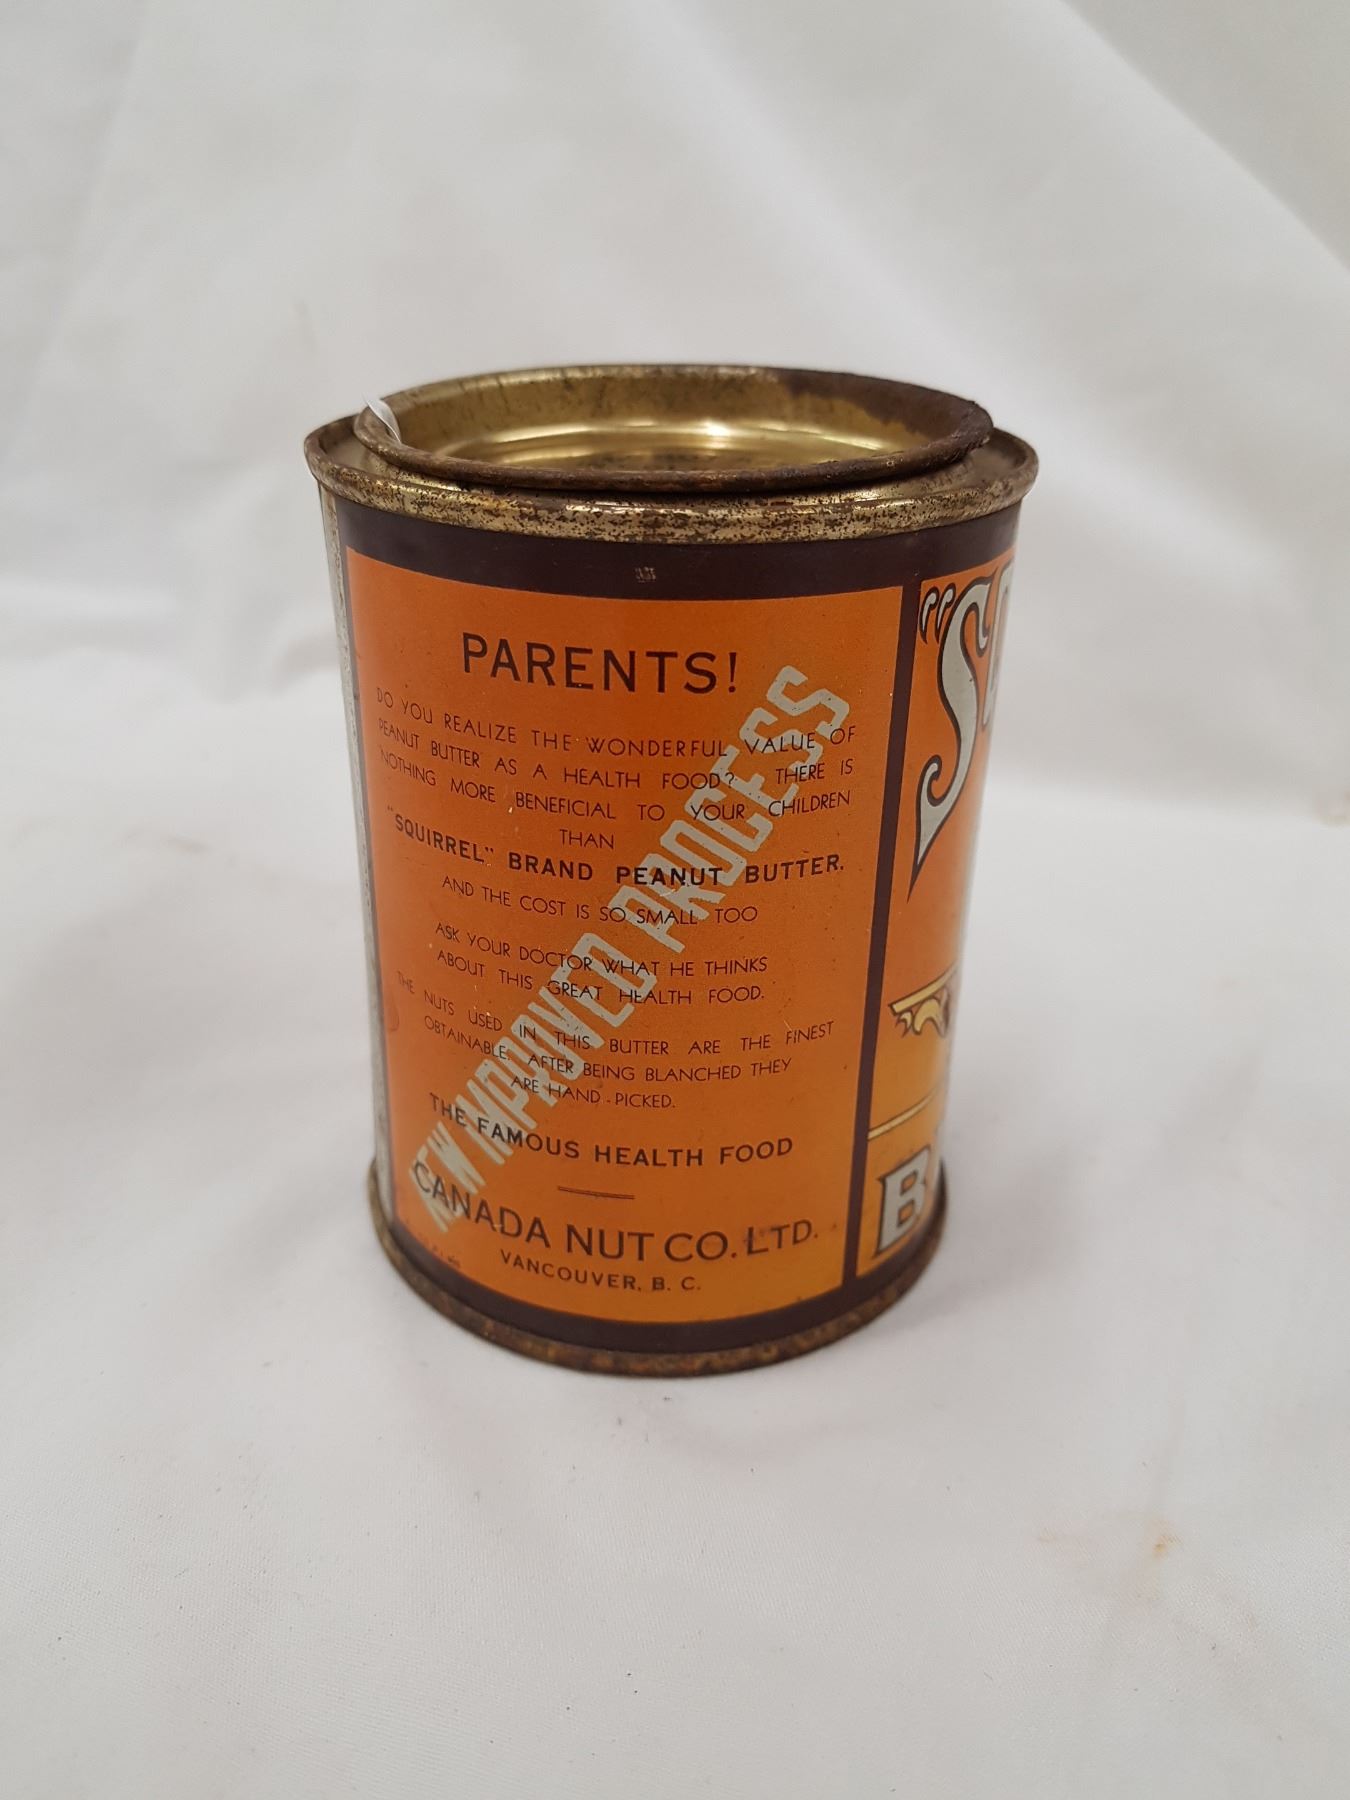 PARENTS!
DO YOU REALIZE THE WONDERFUL VALUE OF
PEANUT BUTTER AS A HEALTH FOOD? THERE IS
NOTHING MORE BENEFICIAL TO YOUR CHILDREN
THAN
"SQUIRREL" BRAND PEANUT BUTTER.
AND THE COST IS SO SMALL TOO
ASK YOUR DOCTOR WHAT HE THINKS
ABOUT THIS GREAT HEALTH FOOD.
THE NUTS USED IN THIS BUTTER ARE THE FINEST
OBTAINABLE. AFTER BEING BLANCHED THEY
ARE HAND-PICKED.
THE FAMOUS HEALTH FOOD
CANADA NUT CO. LTD.
VANCOUVER, B. C.
NEW IMPROVED PROCESS